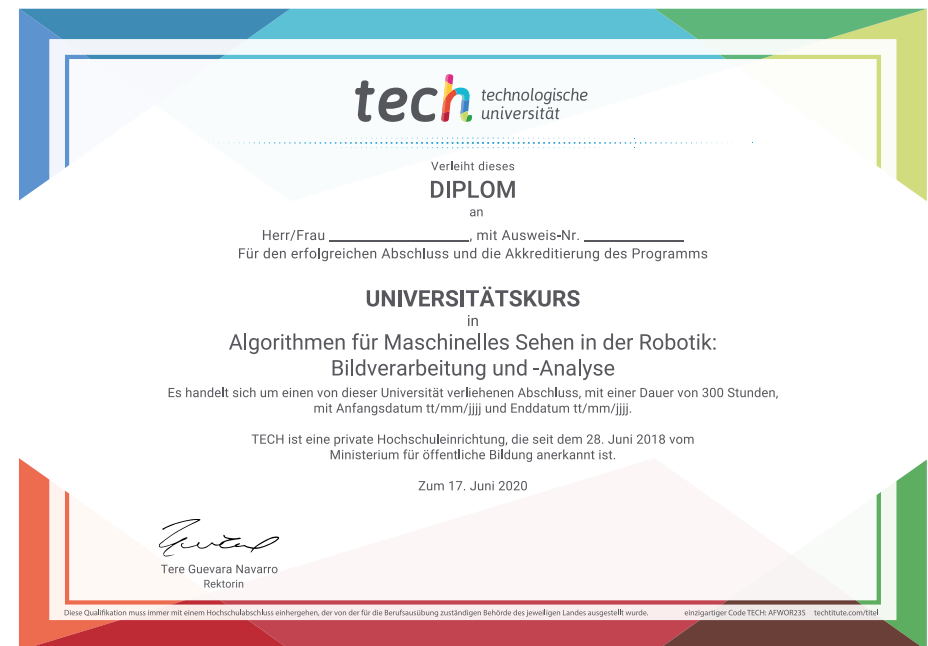 tech technologische
universität
Verleiht dieses
DIPLOM
an
Herr/Frau ____________________, mit Ausweis-Nr. ______________
Für den erfolgreichen Abschluss und die Akkreditierung des Programms
UNIVERSITÄTSKURS
in
Algorithmen für Maschinelles Sehen in der Robotik:
Bildverarbeitung und -Analyse
Es handelt sich um einen von dieser Universität verliehenen Abschluss, mit einer Dauer von 300 Stunden,
mit Anfangsdatum tt/mm/jjjj und Enddatum tt/mm/jjjj.
TECH ist eine private Hochschuleinrichtung, die seit dem 28. Juni 2018 vom
Ministerium für öffentliche Bildung anerkannt ist.
Zum 17. Juni 2020
Tere Guevara Navarro
Rektorin
Diese Qualifikation muss immer mit einem Hochschulabschluss einhergehen, der von der für die Berufsausübung zuständigen Behörde des jeweiligen Landes ausgestellt wurde. einzigartiger Code TECH: AFWOR235 techtitute.com/titel